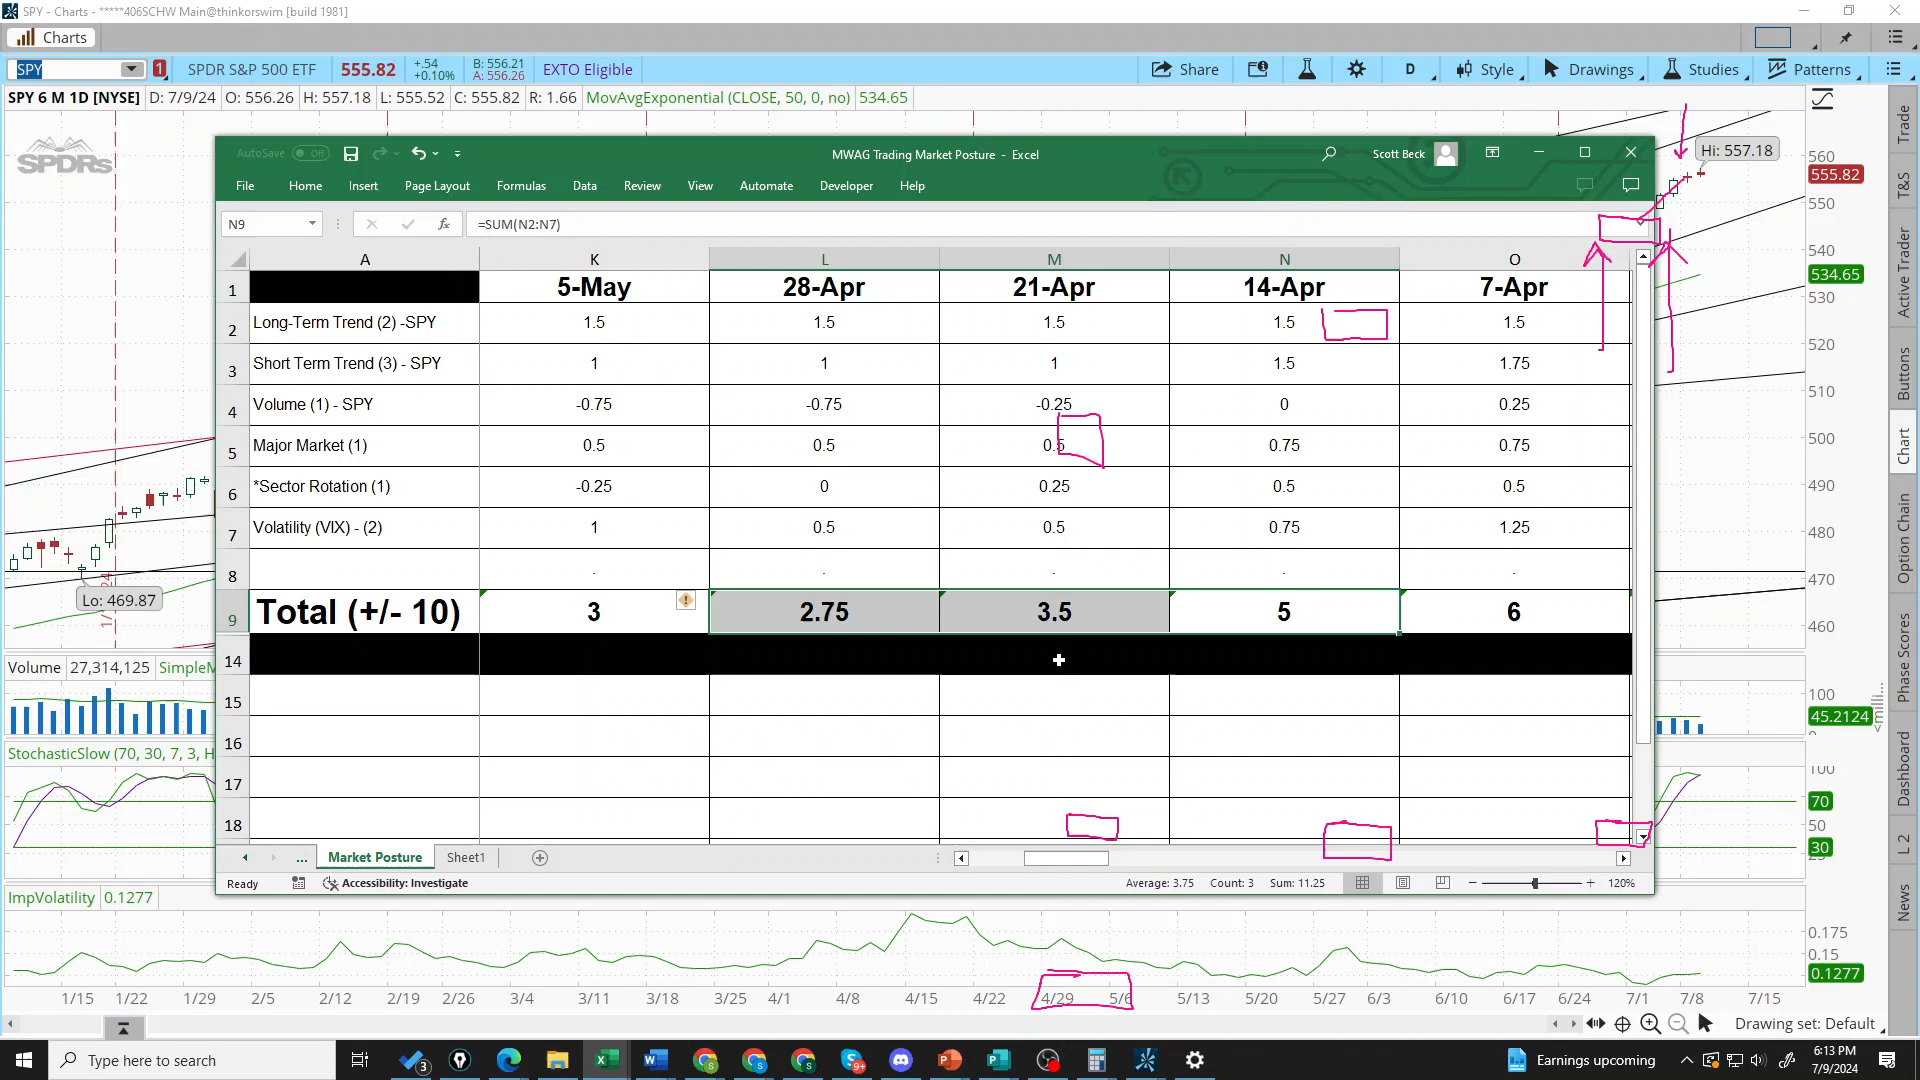 SPY - Charts - *****406SCHW Main@thinkorswim [build 1981]
Charts
SPY 1 SPDR S&P 500 ETF 555.82 +.54 +0.10% B: 556.21 A: 556.26 EXTO Eligible Share D Style Drawings Studies Patterns
SPY 6 M 1D [NYSE] D: 7/9/24 O: 556.26 H: 557.18 L: 555.52 C: 555.82 R: 1.66 MovAvgExponential (CLOSE, 50, 0, no) 534.65
SPDRs
Hi: 557.18
AutoSave Off MWAG Trading Market Posture - Excel Scott Beck
File Home Insert Page Layout Formulas Data Review View Automate Developer Help
N9 fx =SUM(N2:N7)
A K L M N O
1 5-May 28-Apr 21-Apr 14-Apr 7-Apr
2 Long-Term Trend (2) -SPY 1.5 1.5 1.5 1.5 1.5
3 Short Term Trend (3) - SPY 1 1 1 1.5 1.75
4 Volume (1) - SPY -0.75 -0.75 -0.25 0 0.25
5 Major Market (1) 0.5 0.5 0.5 0.75 0.75
6 *Sector Rotation (1) -0.25 0 0.25 0.5 0.5
7 Volatility (VIX) - (2) 1 0.5 0.5 0.75 1.25
8 . . . . .
9 Total (+/- 10) 3 2.75 3.5 5 6
14
15
16
17
18
... Market Posture Sheet1
Ready Accessibility: Investigate Average: 3.75 Count: 3 Sum: 11.25 120%
Lo: 469.87
560
555.82
550
540
534.65
530
520
510
500
490
480
470
460
Volume 27,314,125 SimpleM
100
45.2124
<mill...
StochasticSlow (70, 30, 7, 3, H
100
70
50
30
ImpVolatility 0.1277
0.175
0.15
0.1277
1/15 1/22 1/29 2/5 2/12 2/19 2/26 3/4 3/11 3/18 3/25 4/1 4/8 4/15 4/22 4/29 5/6 5/13 5/20 5/27 6/3 6/10 6/17 6/24 7/1 7/8 7/15
Drawing set: Default
Trade
T&S
Active Trader
Buttons
Chart
Option Chain
Phase Scores
Dashboard
L 2
News
Type here to search 3 9+ Earnings upcoming 6:13 PM
7/9/2024